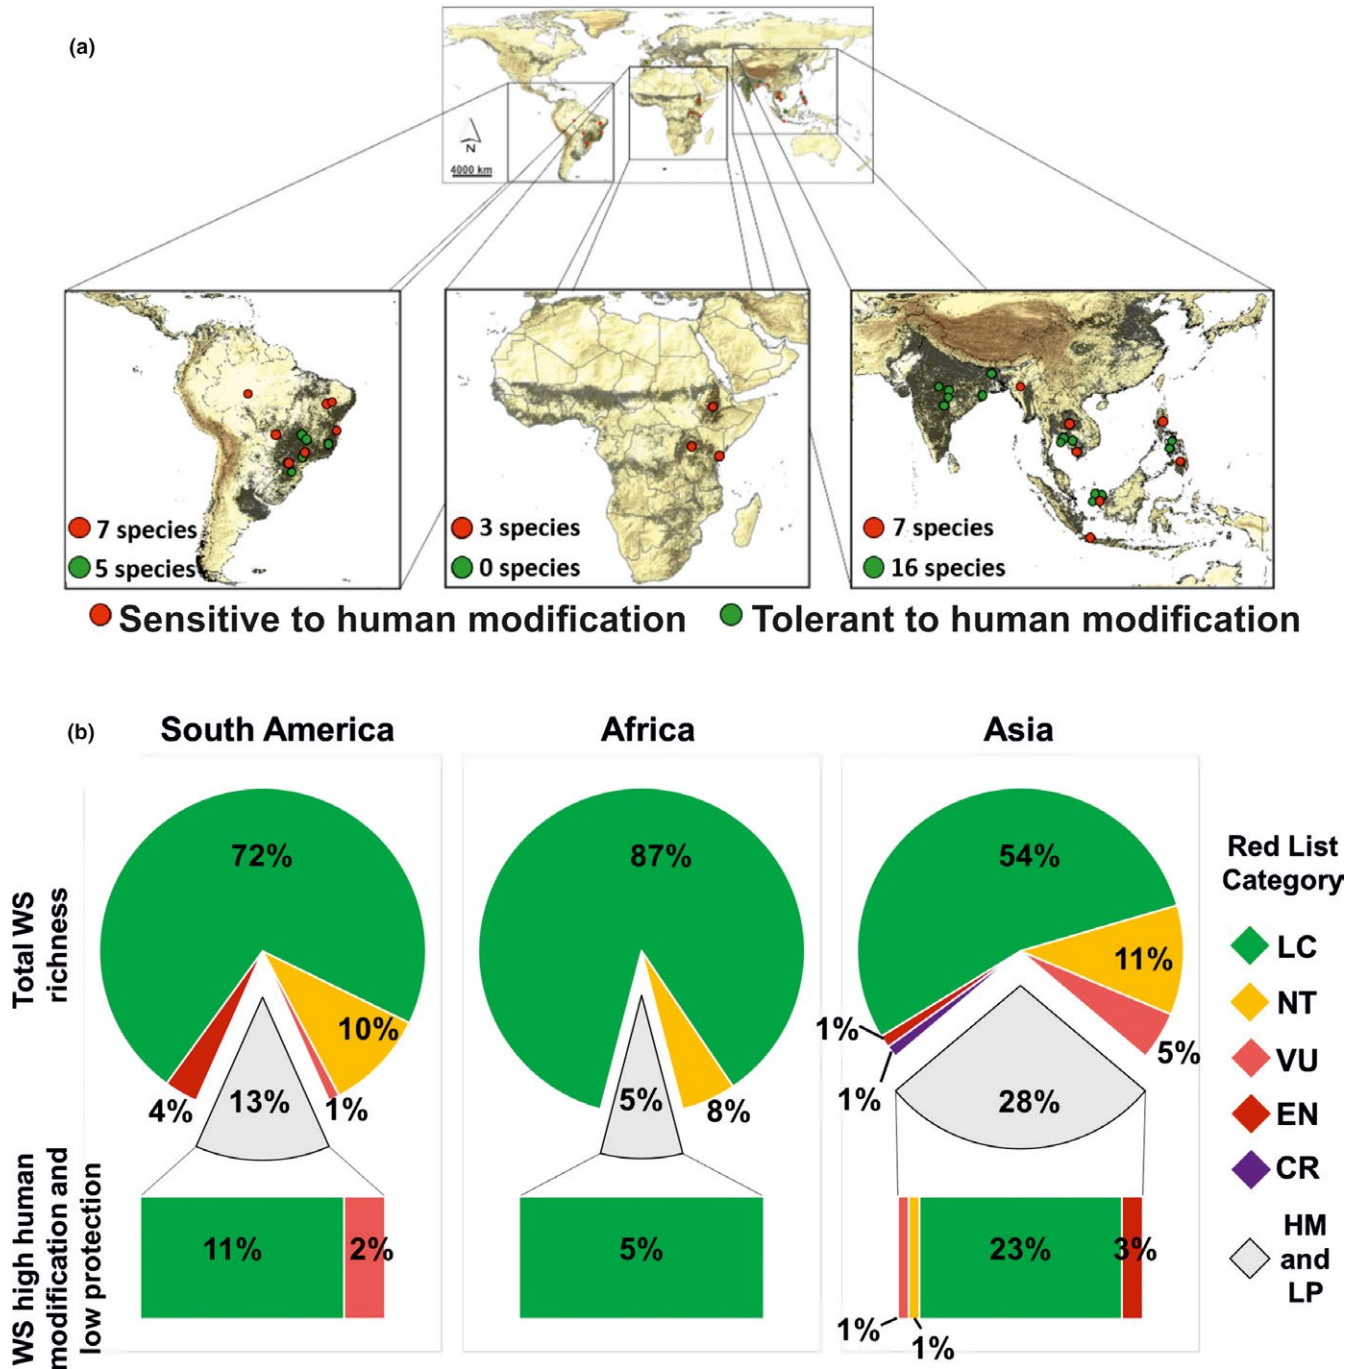 (a)
N
4000 km
7 species
5 species
3 species
0 species
7 species
16 species
Sensitive to human modification
Tolerant to human modification
(b)
South America
Africa
Asia
Total WS
richness
72%
10%
1%
13%
4%
87%
8%
5%
54%
11%
5%
28%
1%
1%
WS high human
modification and
low protection
11%
2%
5%
1%
1%
23%
3%
Red List
Category
LC
NT
VU
EN
CR
HM
and
LP